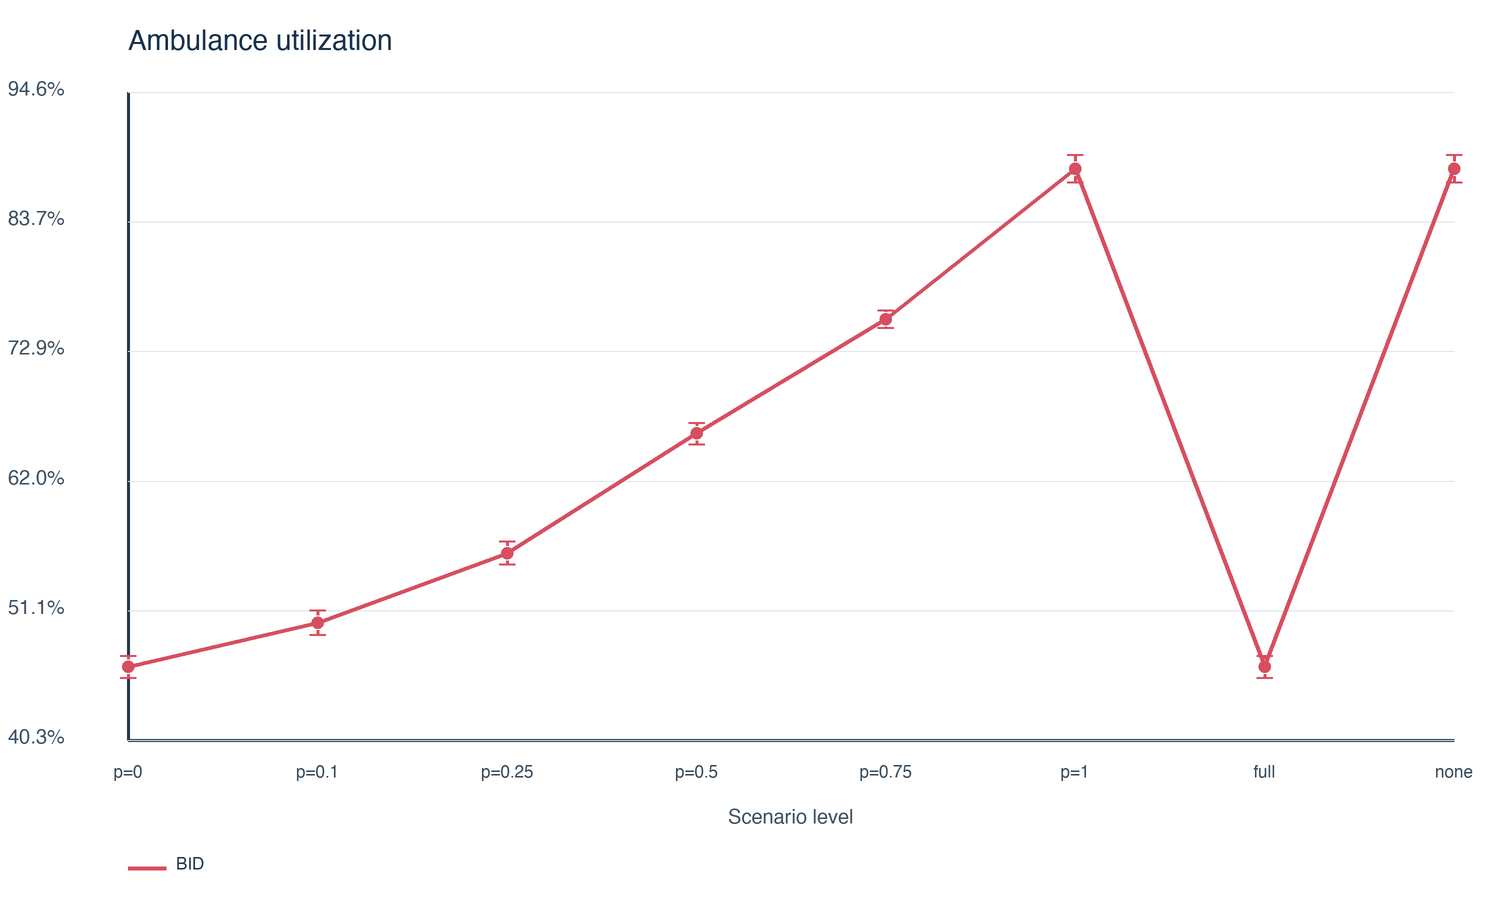 Ambulance utilization
94.6%
83.7%
72.9%
62.0%
51.1%
40.3%
p=0 p=0.1 p=0.25 p=0.5 p=0.75 p=1 full none
Scenario level
BID